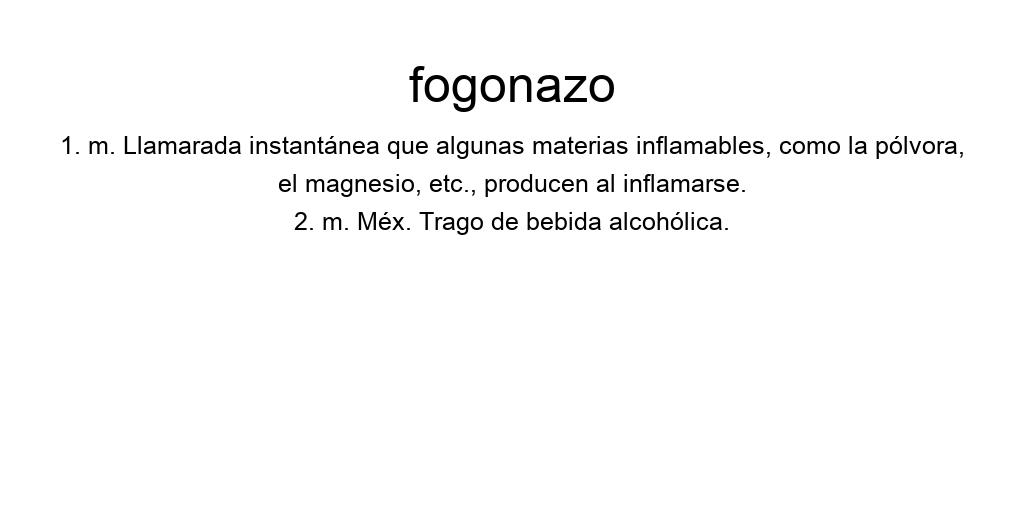 fogonazo
1. m. Llamarada instantánea que algunas materias inflamables, como la pólvora,
el magnesio, etc., producen al inflamarse.
2. m. Méx. Trago de bebida alcohólica.